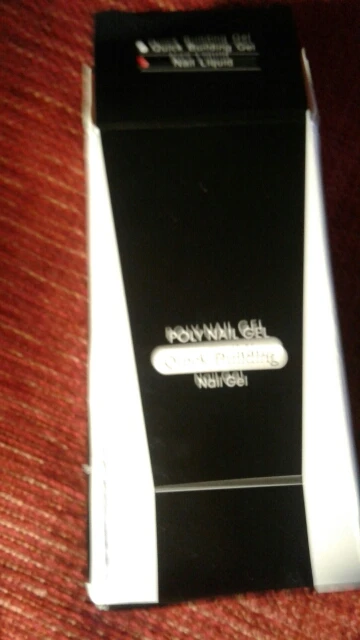 Quick Building Gel
Nail Liquid
POLY NAIL GEL
Quick Building
Nail Gel